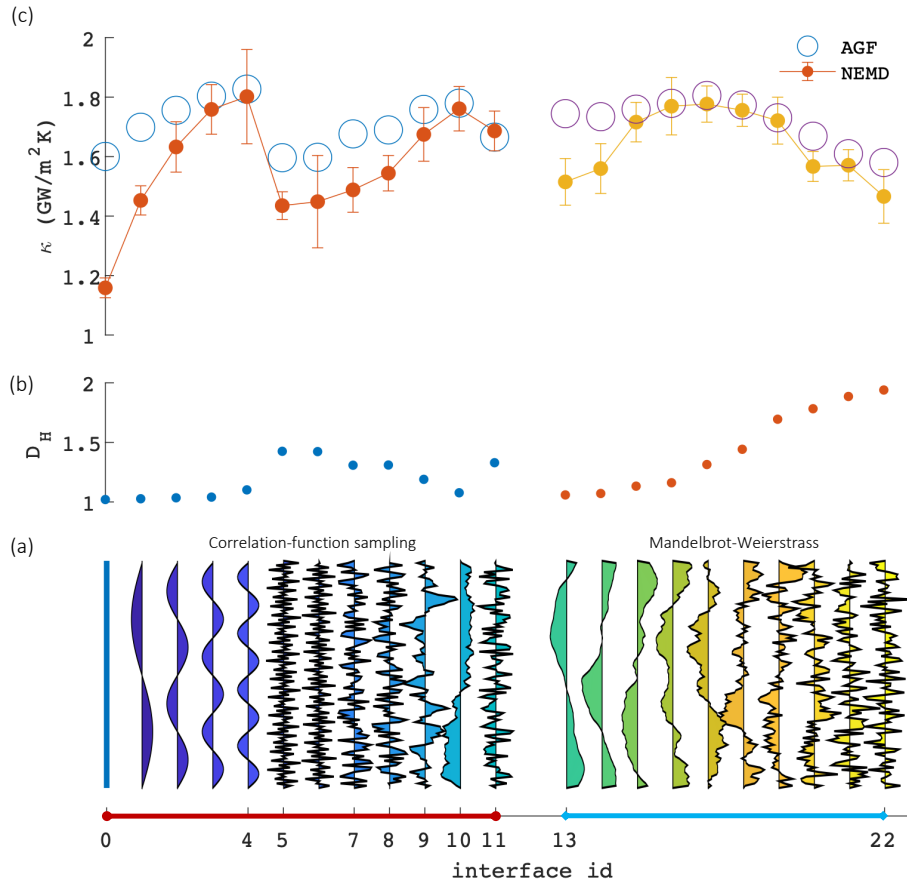 (c)
2
1.8
1.6
1.4
1.2
1
κ (GW/m²K)
AGF
NEMD
(b)
2
1.5
1
D_H
(a)
Correlation-function sampling
Mandelbrot-Weierstrass
0 4 5 7 8 9 10 11 13 22
interface id